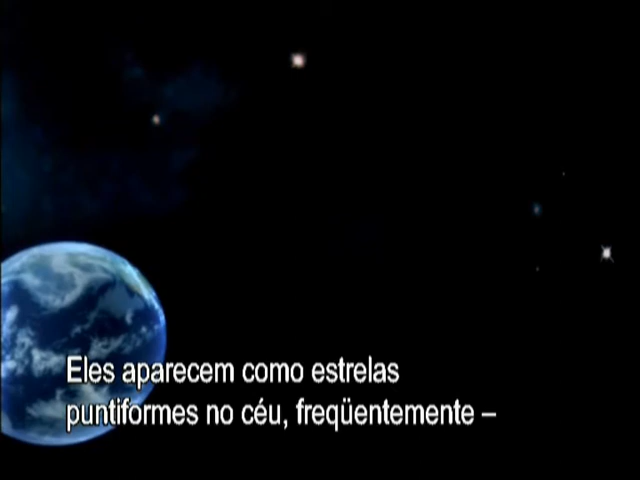 Eles aparecem como estrelas
puntiformes no céu, freqüentemente –